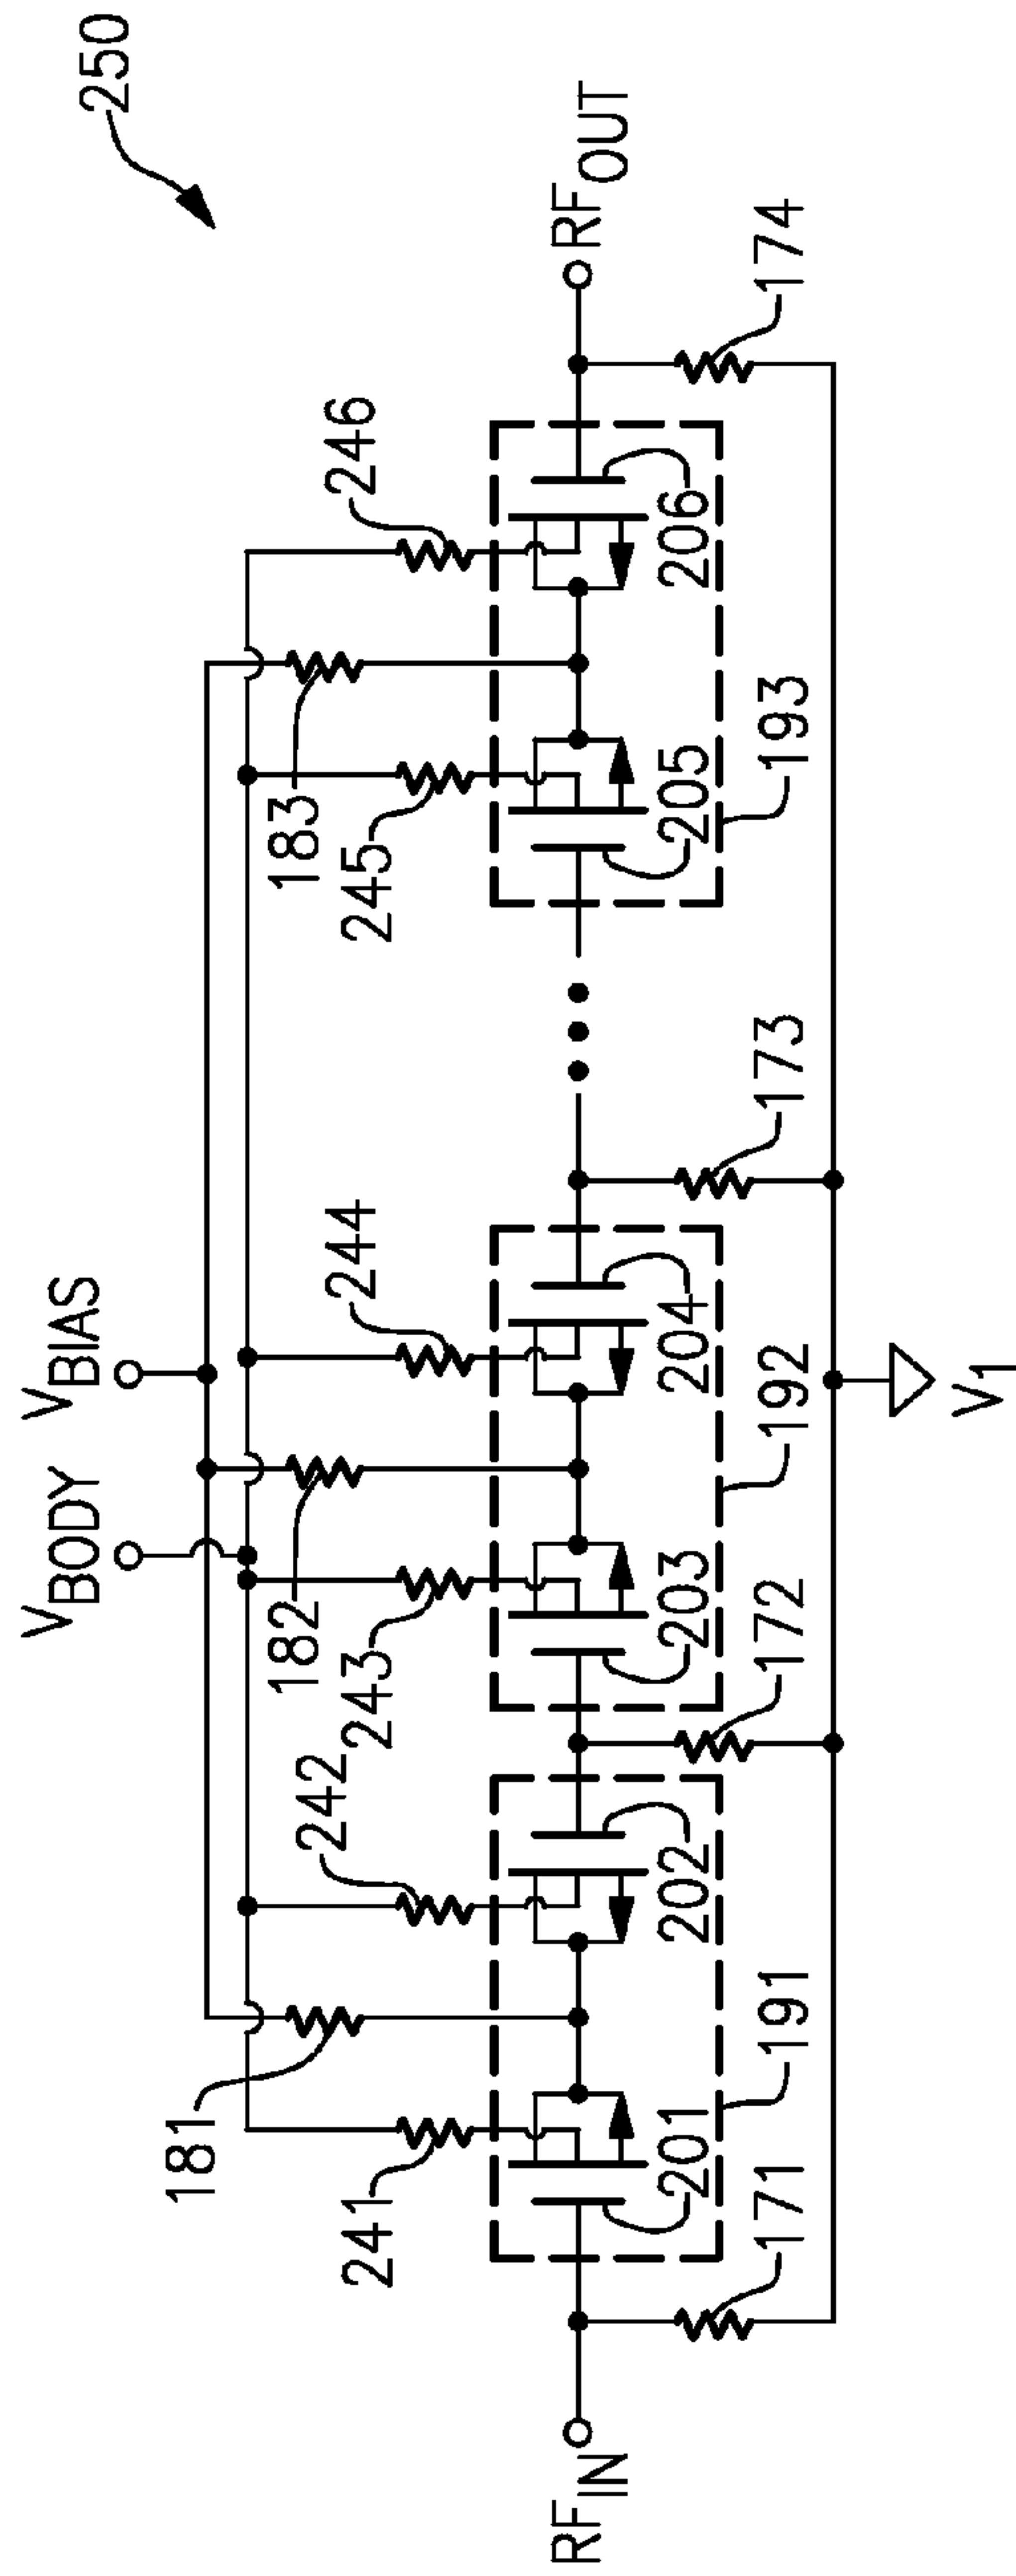 250
V_BODY V_BIAS
181 182 183
241 242 243 244 245 246
RF_IN RF_OUT
201 202 203 204 205 206
191 192 193
171 172 173 174
V_1